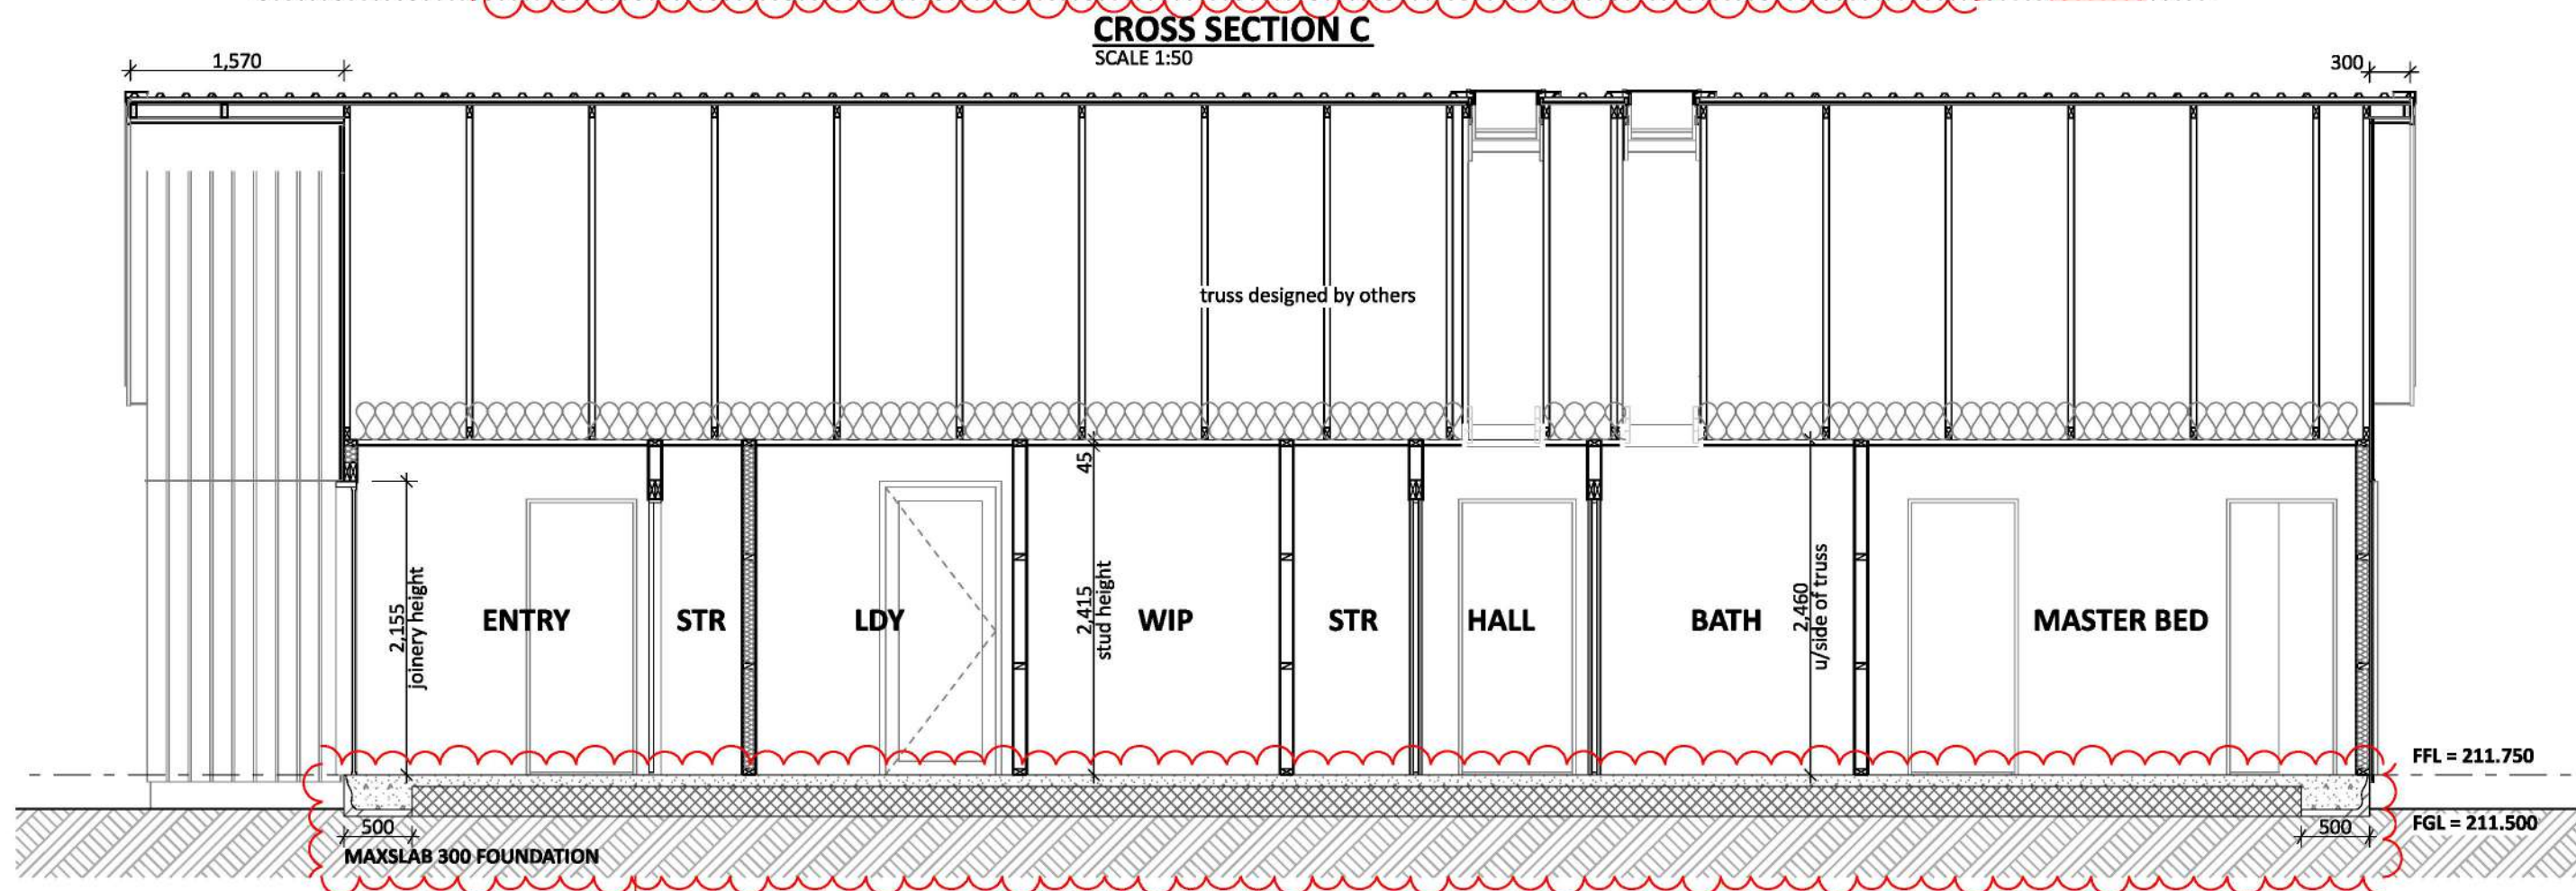 CROSS SECTION C
SCALE 1:50
1,570
300
truss designed by others
45
2,155
joinery height
ENTRY
STR
LDY
2,415
stud height
WIP
STR
HALL
BATH
2,460
u/side of truss
MASTER BED
FFL = 211.750
500
500
FGL = 211.500
MAXSLAB 300 FOUNDATION